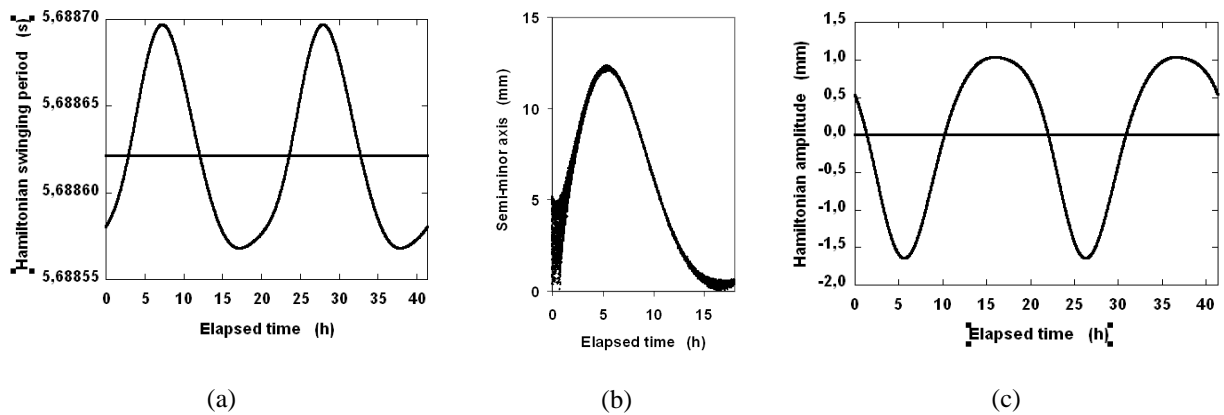 Hamiltonian swinging period (s)
5,68870
5,68865
5,68860
5,68855
0 5 10 15 20 25 30 35 40
Elapsed time (h)
(a)
Semi-minor axis (mm)
15
10
5
0
0 5 10 15
Elapsed time (h)
(b)
Hamiltonian amplitude (mm)
1,5
1,0
0,5
0,0
-0,5
-1,0
-1,5
-2,0
0 5 10 15 20 25 30 35 40
Elapsed time (h)
(c)